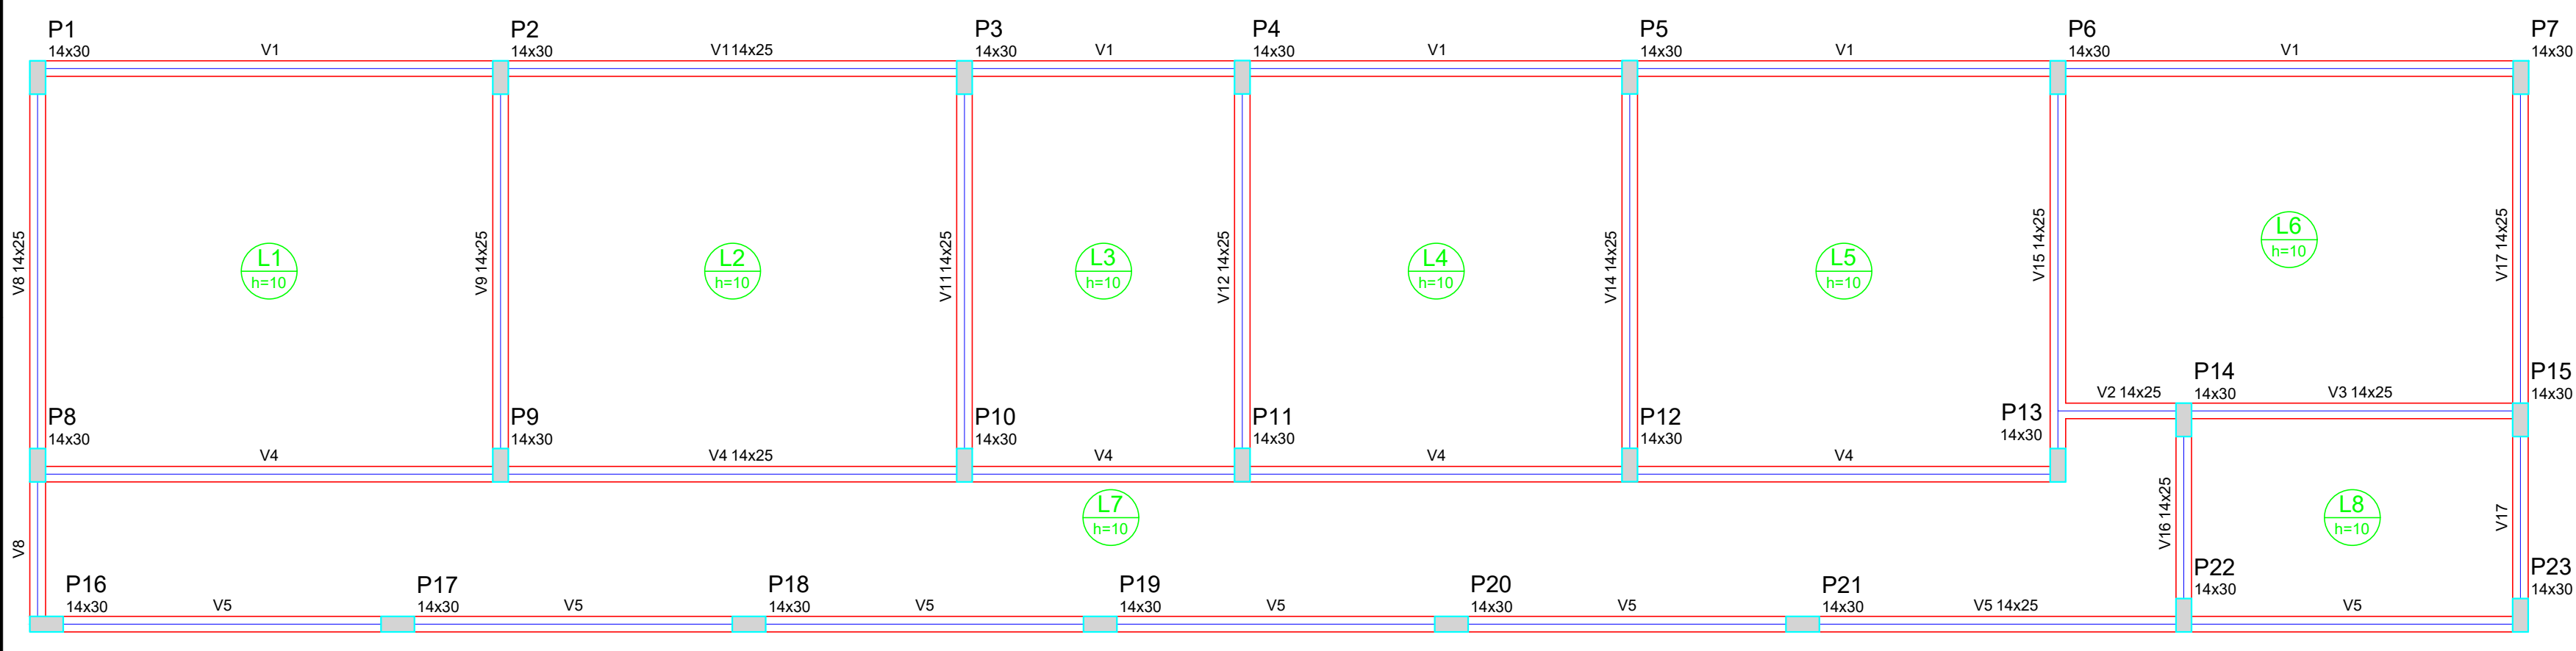 P1
14x30
V1
P2
14x30
V1 14x25
P3
14x30
V1
P4
14x30
V1
P5
14x30
V1
P6
14x30
V1
P7
14x30
V8 14x25
L1
h=10
V9 14x25
L2
h=10
V11 14x25
L3
h=10
V12 14x25
L4
h=10
V14 14x25
L5
h=10
V15 14x25
L6
h=10
V17 14x25
P8
14x30
V4
P9
14x30
V4 14x25
P10
14x30
V4
P11
14x30
V4
P12
14x30
V4
P13
14x30
V2 14x25
P14
14x30
V3 14x25
P15
14x30
V8
L7
h=10
V16 14x25
L8
h=10
V17
P16
14x30
V5
P17
14x30
V5
P18
14x30
V5
P19
14x30
V5
P20
14x30
V5
P21
14x30
V5 14x25
P22
14x30
V5
P23
14x30